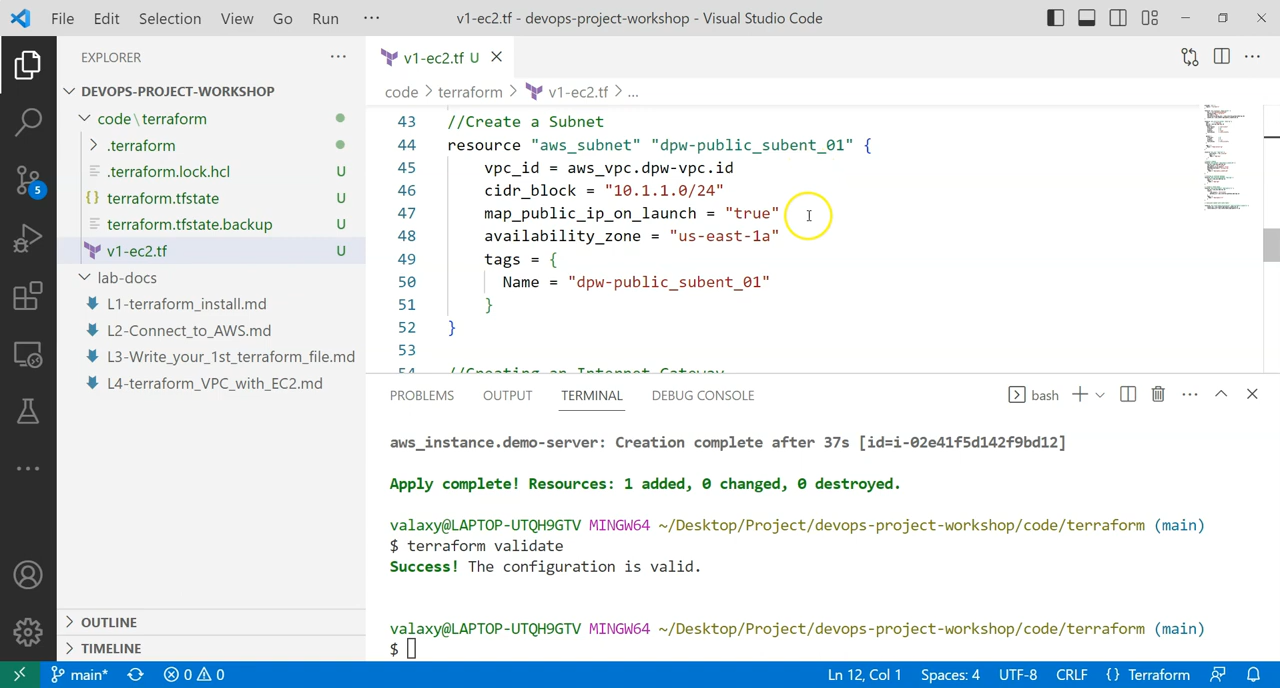 File Edit Selection View Go Run ··· v1-ec2.tf - devops-project-workshop - Visual Studio Code
EXPLORER ···
v1-ec2.tf U
DEVOPS-PROJECT-WORKSHOP
code > terraform > v1-ec2.tf > ...
code\terraform
.terraform
.terraform.lock.hcl U
terraform.tfstate U
terraform.tfstate.backup U
v1-ec2.tf U
lab-docs
L1-terraform_install.md
L2-Connect_to_AWS.md
L3-Write_your_1st_terraform_file.md
L4-terraform_VPC_with_EC2.md
OUTLINE
TIMELINE
5
43 //Create a Subnet
44 resource "aws_subnet" "dpw-public_subent_01" {
45 vpc_id = aws_vpc.dpw-vpc.id
46 cidr_block = "10.1.1.0/24"
47 map_public_ip_on_launch = "true"
48 availability_zone = "us-east-1a"
49 tags = {
50 Name = "dpw-public_subent_01"
51 }
52 }
53
54 //Creating an Internet Gateway
PROBLEMS OUTPUT TERMINAL DEBUG CONSOLE bash
aws_instance.demo-server: Creation complete after 37s [id=i-02e41f5d142f9bd12]
Apply complete! Resources: 1 added, 0 changed, 0 destroyed.
valaxy@LAPTOP-UTQH9GTV MINGW64 ~/Desktop/Project/devops-project-workshop/code/terraform (main)
$ terraform validate
Success! The configuration is valid.
valaxy@LAPTOP-UTQH9GTV MINGW64 ~/Desktop/Project/devops-project-workshop/code/terraform (main)
$
main* 0 0 Ln 12, Col 1 Spaces: 4 UTF-8 CRLF {} Terraform